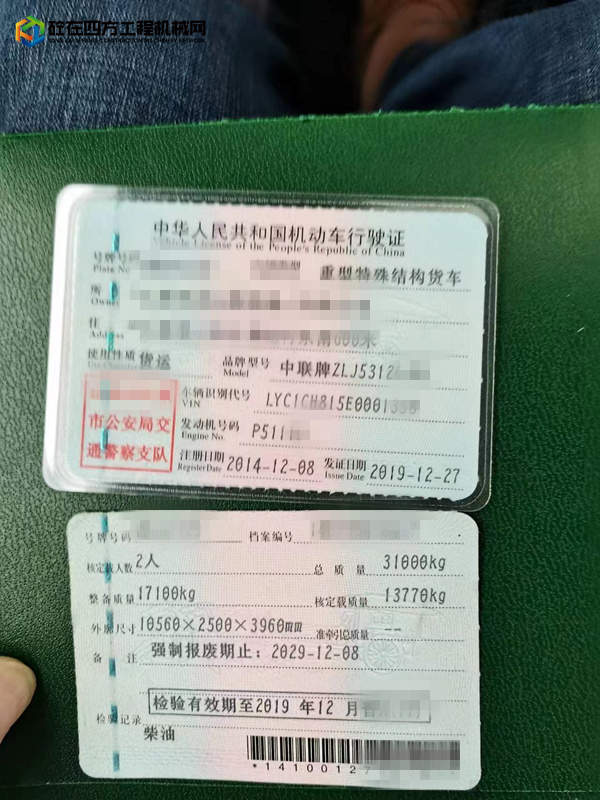 砼在四方工程机械网
中华人民共和国机动车行驶证
Vehicle License of the People's Republic of China
号牌号码
Plate No
重型特殊结构货车
所
Owner
住
Address
南000米
使用性质 货运
品牌型号
Model
中联牌ZLJ5312
市公安局交
通警察支队
车辆识别代号
VIN
LYC1CH815E0001
发动机号码
Engine No.
P511
注册日期
Register Date
2014-12-08
发证日期
Issue Date
2019-12-27
号牌号码
档案编号
核定载人数 2人
总质量 31000kg
整备质量 17100kg
核定载质量 13770kg
外廓尺寸 10560×2500×3960mm
准牵引总质量 --
备注 强制报废期止：2029-12-08
检验有效期至2019 年12 月
检验记录
柴油
*14100127